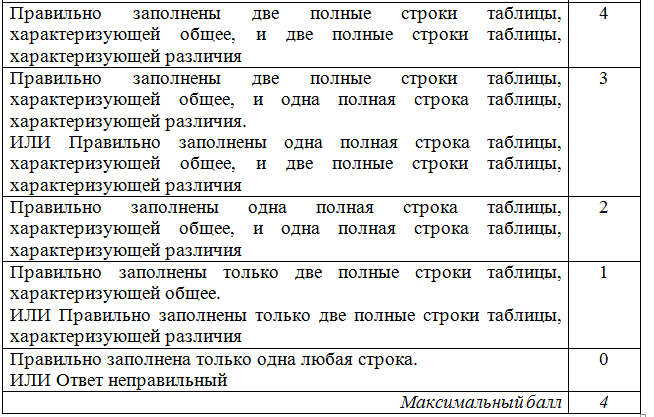 Правильно заполнены две полные строки таблицы, 4
характеризующей общее, и две полные строки таблицы,
характеризующей различия
Правильно заполнены две полные строки таблицы, 3
характеризующей общее, и одна полная строка таблицы,
характеризующей различия.
ИЛИ Правильно заполнены одна полная строка таблицы,
характеризующей общее, и две полные строки таблицы,
характеризующей различия
Правильно заполнены одна полная строка таблицы, 2
характеризующей общее, и одна полная строка таблицы,
характеризующей различия
Правильно заполнены только две полные строки таблицы, 1
характеризующей общее.
ИЛИ Правильно заполнены только две полные строки таблицы,
характеризующей различия
Правильно заполнена только одна любая строка. 0
ИЛИ Ответ неправильный
Максимальный балл 4